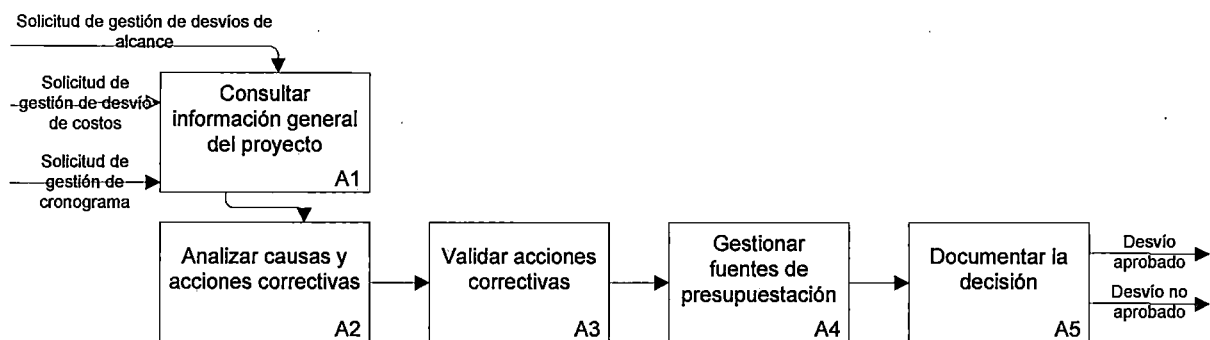 Solicitud de gestión de desvíos de
alcance
Solicitud de
gestión de desvío
de costos
Solicitud de
gestión de
cronograma
Consultar
información general
del proyecto
A1
Analizar causas y
acciones correctivas
A2
Validar acciones
correctivas
A3
Gestionar
fuentes de
presupuestación
A4
Documentar la
decisión
A5
Desvío
aprobado
Desvío no
aprobado